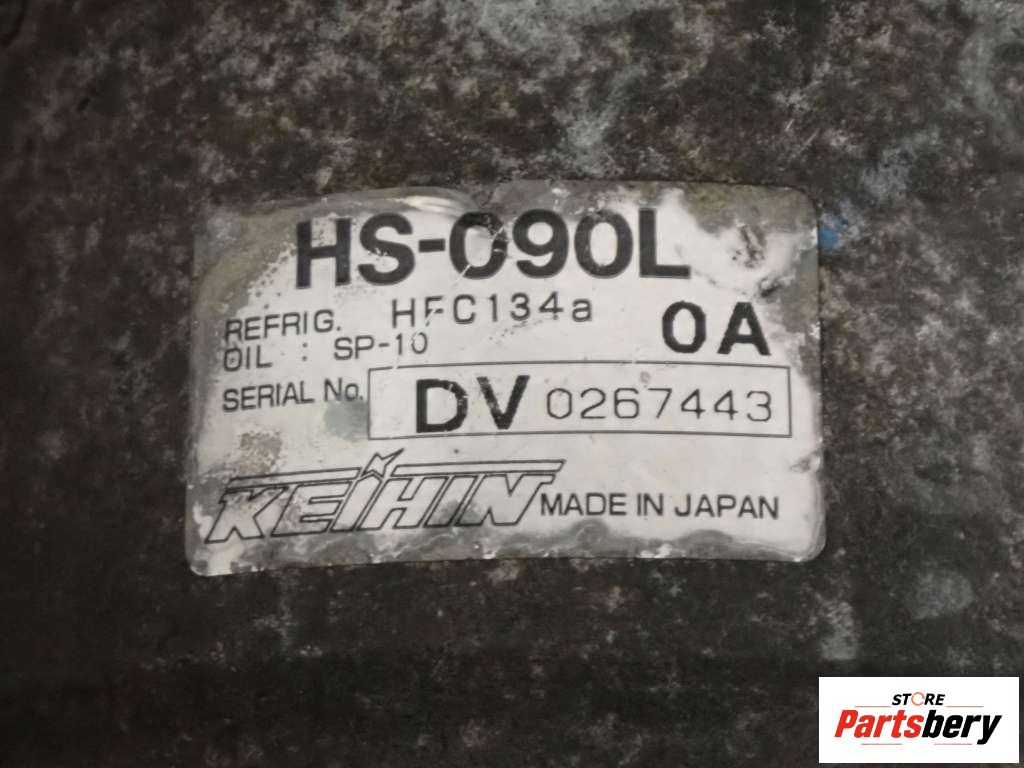 HS-090L
REFRIG. HFC134a
0A
OIL : SP-10
SERIAL No. DV 0267443
KEIHIN MADE IN JAPAN
STORE
Partsbery